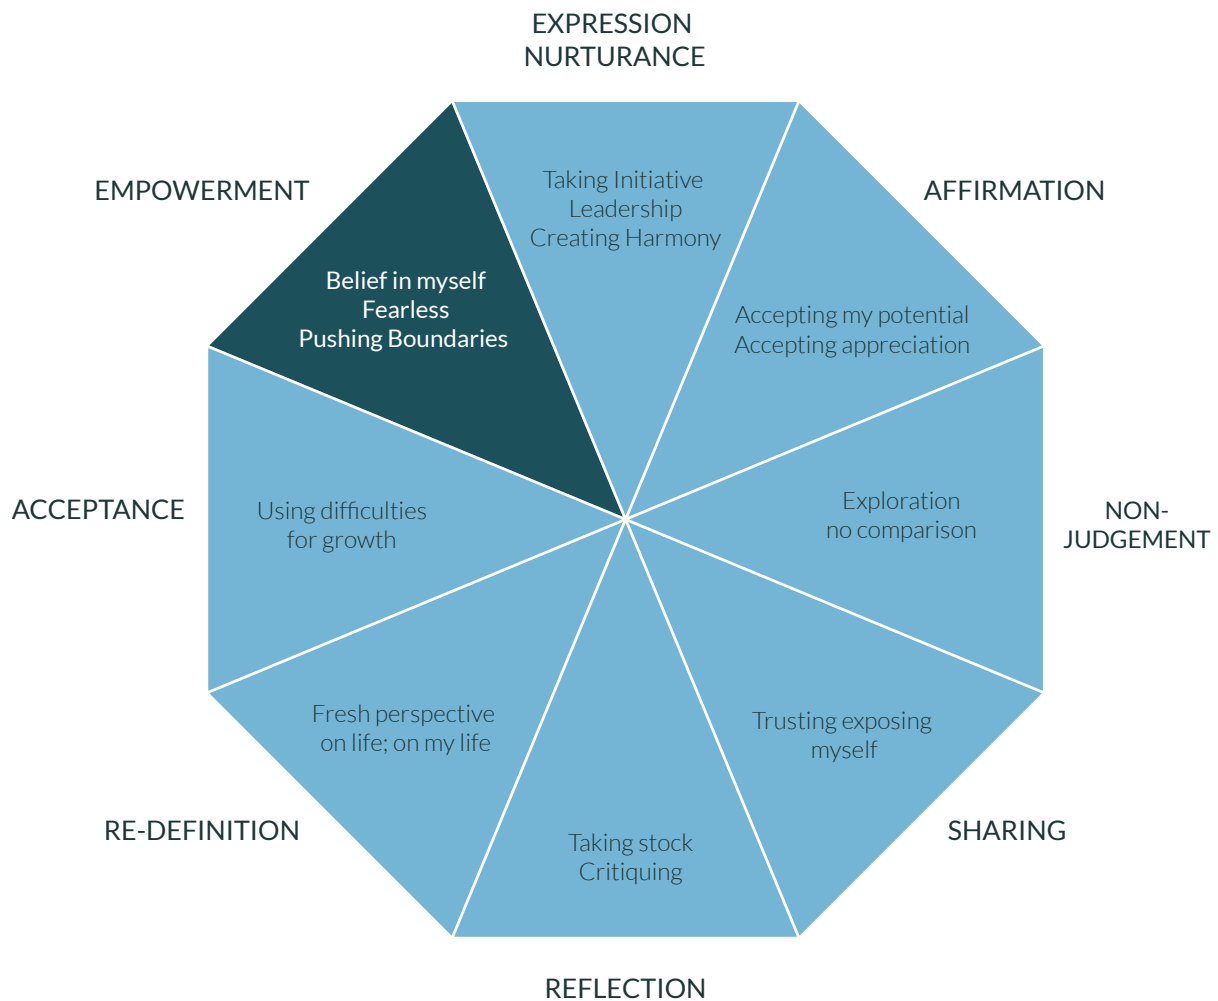 EXPRESSION
NURTURANCE
Taking Initiative
Leadership
Creating Harmony
AFFIRMATION
Accepting my potential
Accepting appreciation
NON-
JUDGEMENT
Exploration
no comparison
SHARING
Trusting exposing
myself
REFLECTION
Taking stock
Critiquing
RE-DEFINITION
Fresh perspective
on life; on my life
ACCEPTANCE
Using difficulties
for growth
EMPOWERMENT
Belief in myself
Fearless
Pushing Boundaries